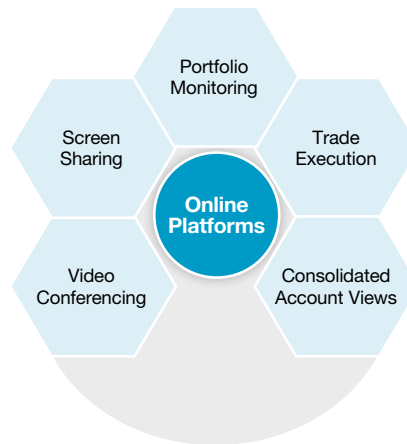 Portfolio
Monitoring
Screen
Sharing
Trade
Execution
Online
Platforms
Video
Conferencing
Consolidated
Account Views